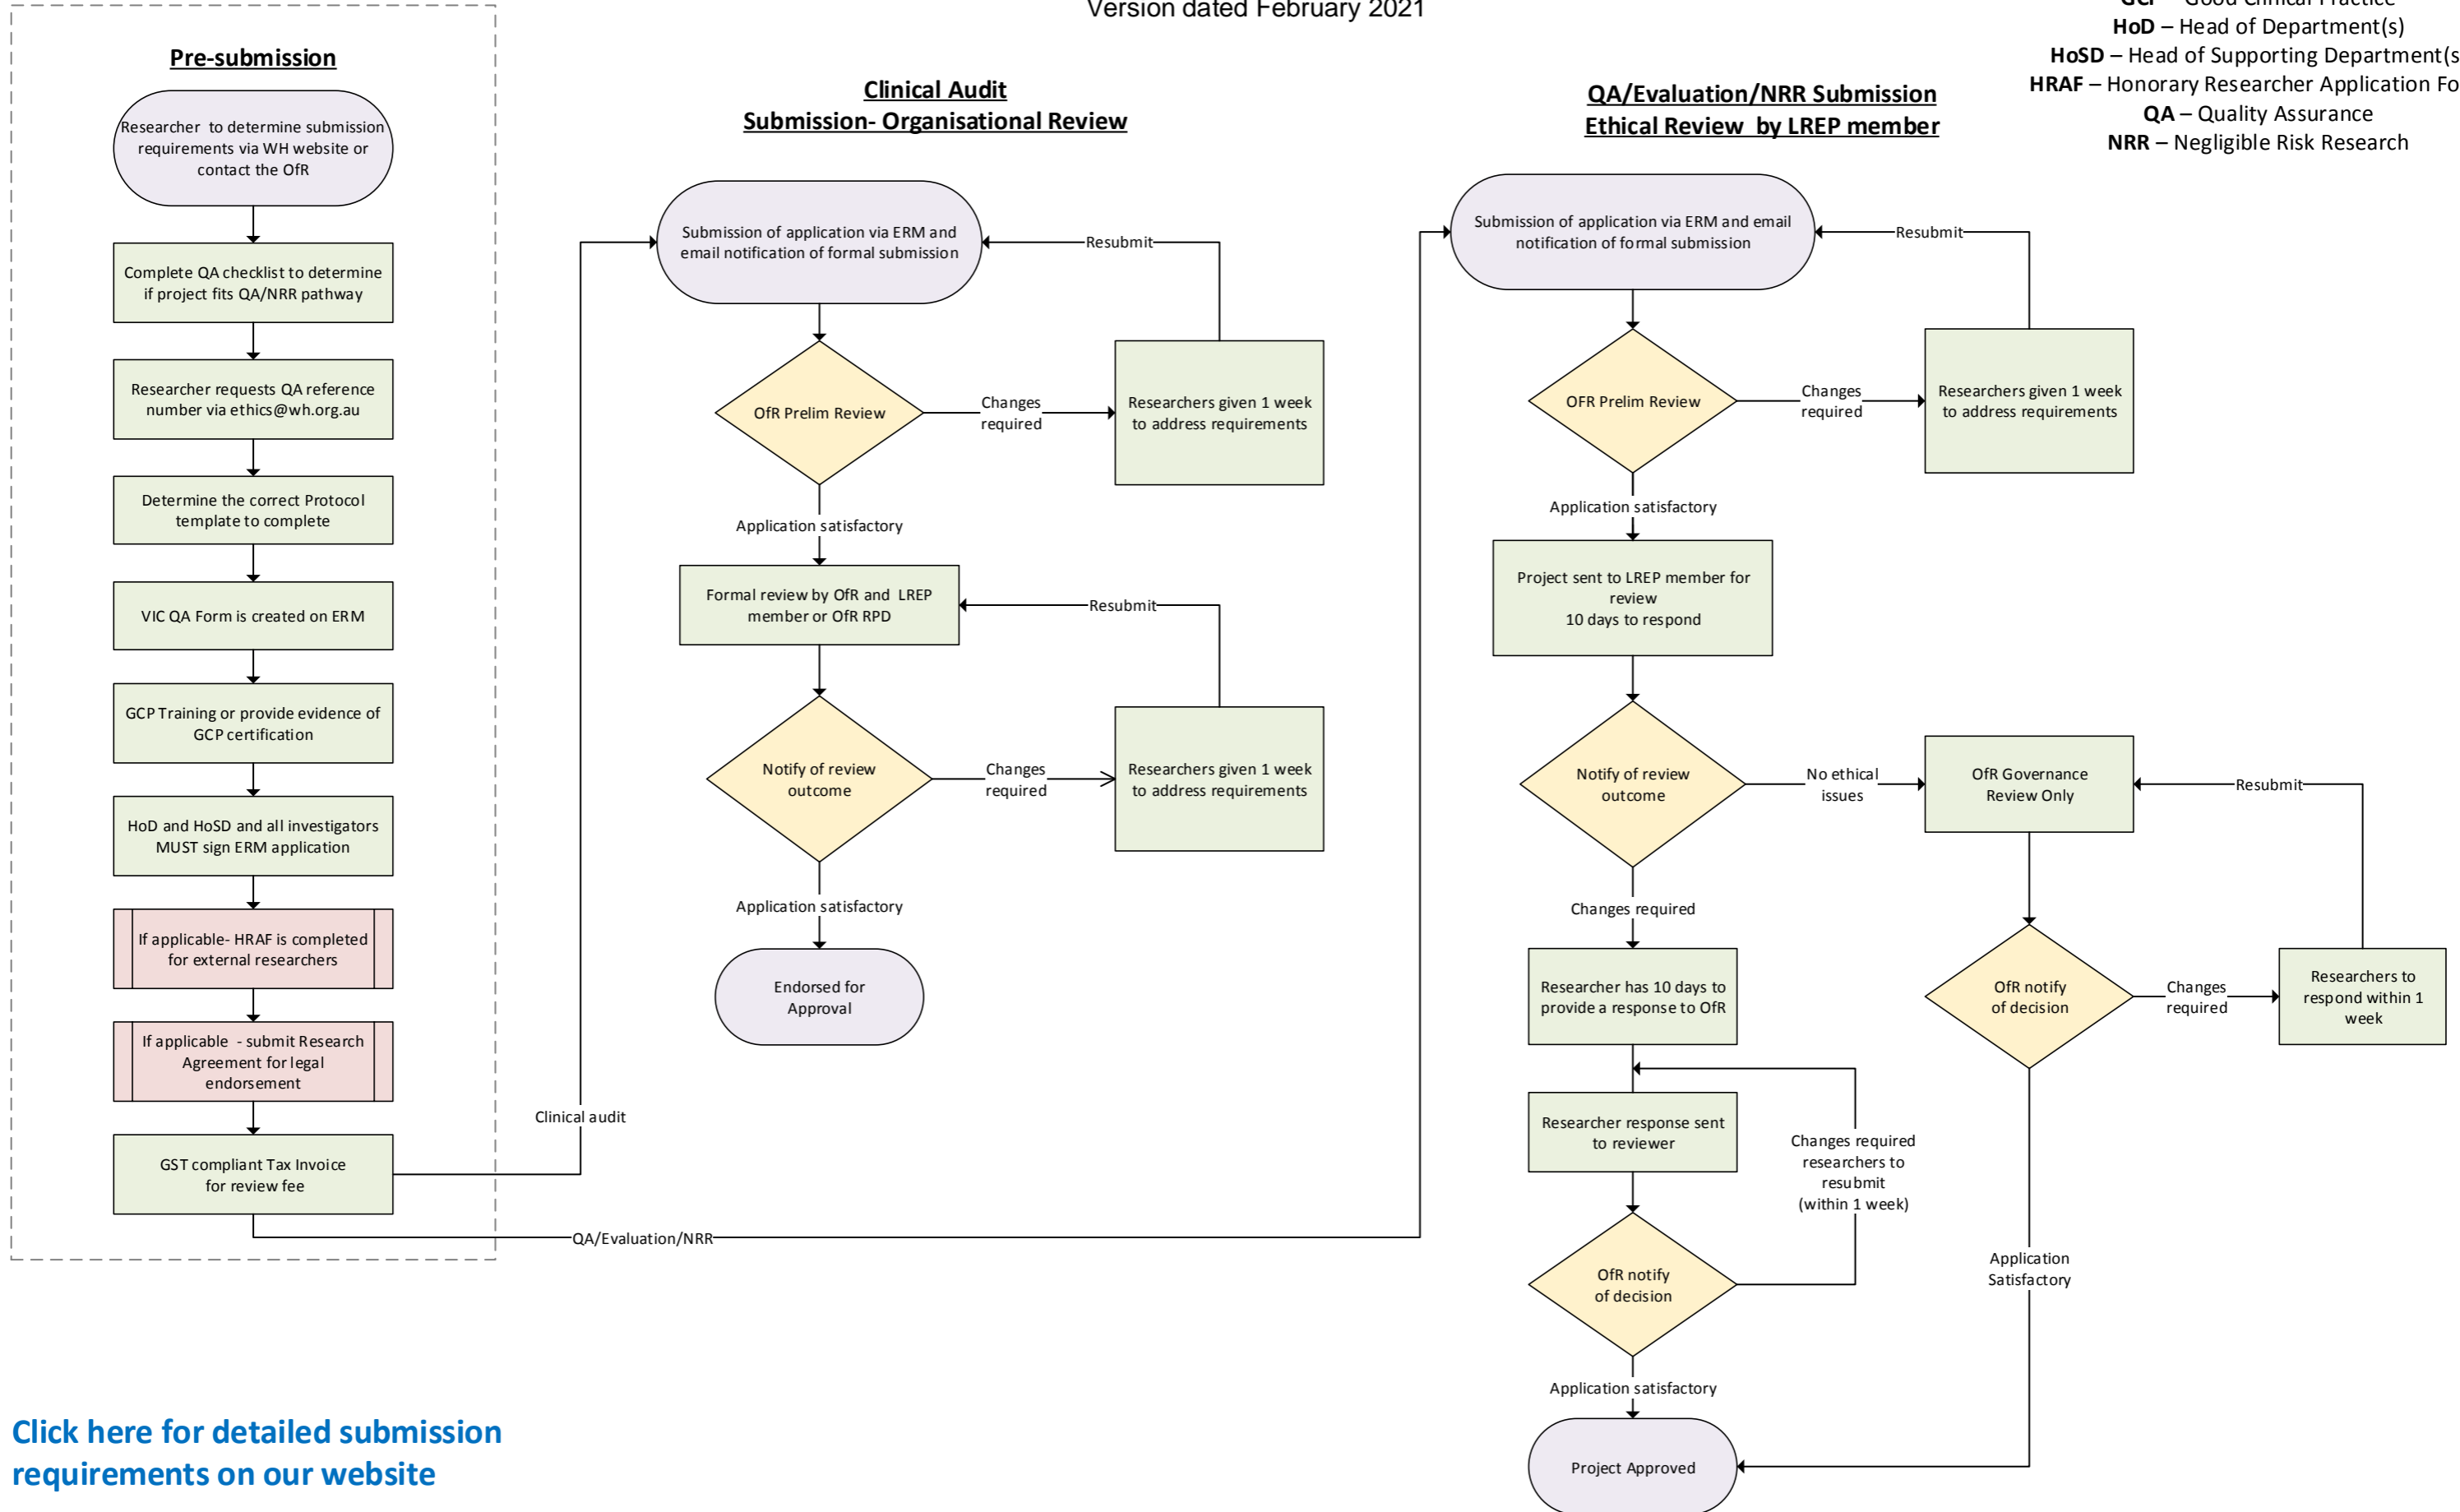 Version dated February 2021
GCP – Good Clinical Practice
HoD – Head of Department(s)
HoSD – Head of Supporting Department(s
HRAF – Honorary Researcher Application Fo
QA – Quality Assurance
NRR – Negligible Risk Research
Pre-submission
Researcher to determine submission
requirements via WH website or
contact the OfR
Complete QA checklist to determine
if project fits QA/NRR pathway
Researcher requests QA reference
number via ethics@wh.org.au
Determine the correct Protocol
template to complete
VIC QA Form is created on ERM
GCP Training or provide evidence of
GCP certification
HoD and HoSD and all investigators
MUST sign ERM application
If applicable- HRAF is completed
for external researchers
If applicable - submit Research
Agreement for legal
endorsement
GST compliant Tax Invoice
for review fee
Clinical audit
QA/Evaluation/NRR
Clinical Audit
Submission- Organisational Review
Submission of application via ERM and
email notification of formal submission
Resubmit
OfR Prelim Review
Changes
required
Researchers given 1 week
to address requirements
Application satisfactory
Formal review by OfR and LREP
member or OfR RPD
Resubmit
Notify of review
outcome
Changes
required
Researchers given 1 week
to address requirements
Application satisfactory
Endorsed for
Approval
QA/Evaluation/NRR Submission
Ethical Review by LREP member
Submission of application via ERM and email
notification of formal submission
Resubmit
OFR Prelim Review
Changes
required
Researchers given 1 week
to address requirements
Application satisfactory
Project sent to LREP member for
review
10 days to respond
Notify of review
outcome
No ethical
issues
OfR Governance
Review Only
Resubmit
Changes required
Researcher has 10 days to
provide a response to OfR
OfR notify
of decision
Changes
required
Researchers to
respond within 1
week
Researcher response sent
to reviewer
Changes required
researchers to
resubmit
(within 1 week)
OfR notify
of decision
Application
Satisfactory
Application satisfactory
Project Approved
Click here for detailed submission
requirements on our website